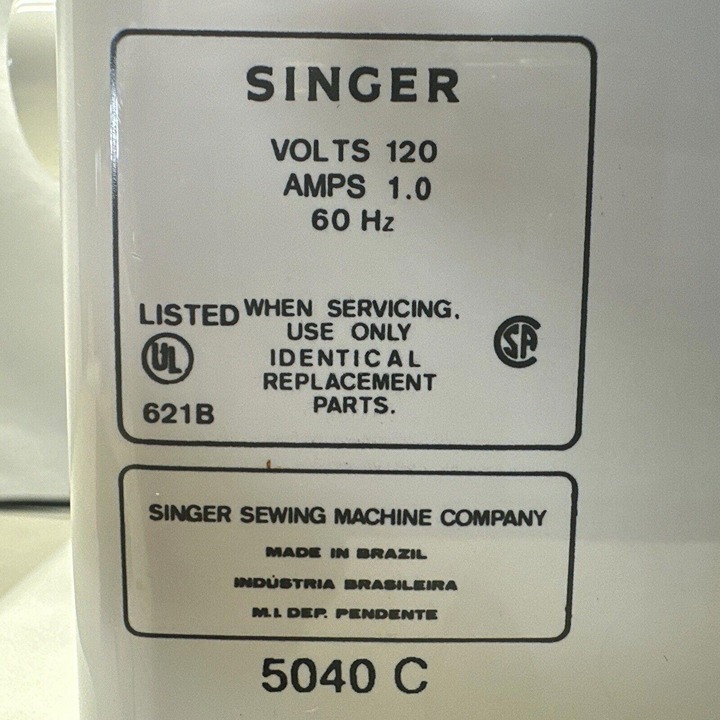 SINGER
VOLTS 120
AMPS 1.0
60 Hz
LISTED
UL
621B
WHEN SERVICING,
USE ONLY
IDENTICAL
REPLACEMENT
PARTS.
SA
SINGER SEWING MACHINE COMPANY
MADE IN BRAZIL
INDÚSTRIA BRASILEIRA
M.I. DEP. PENDENTE
5040 C